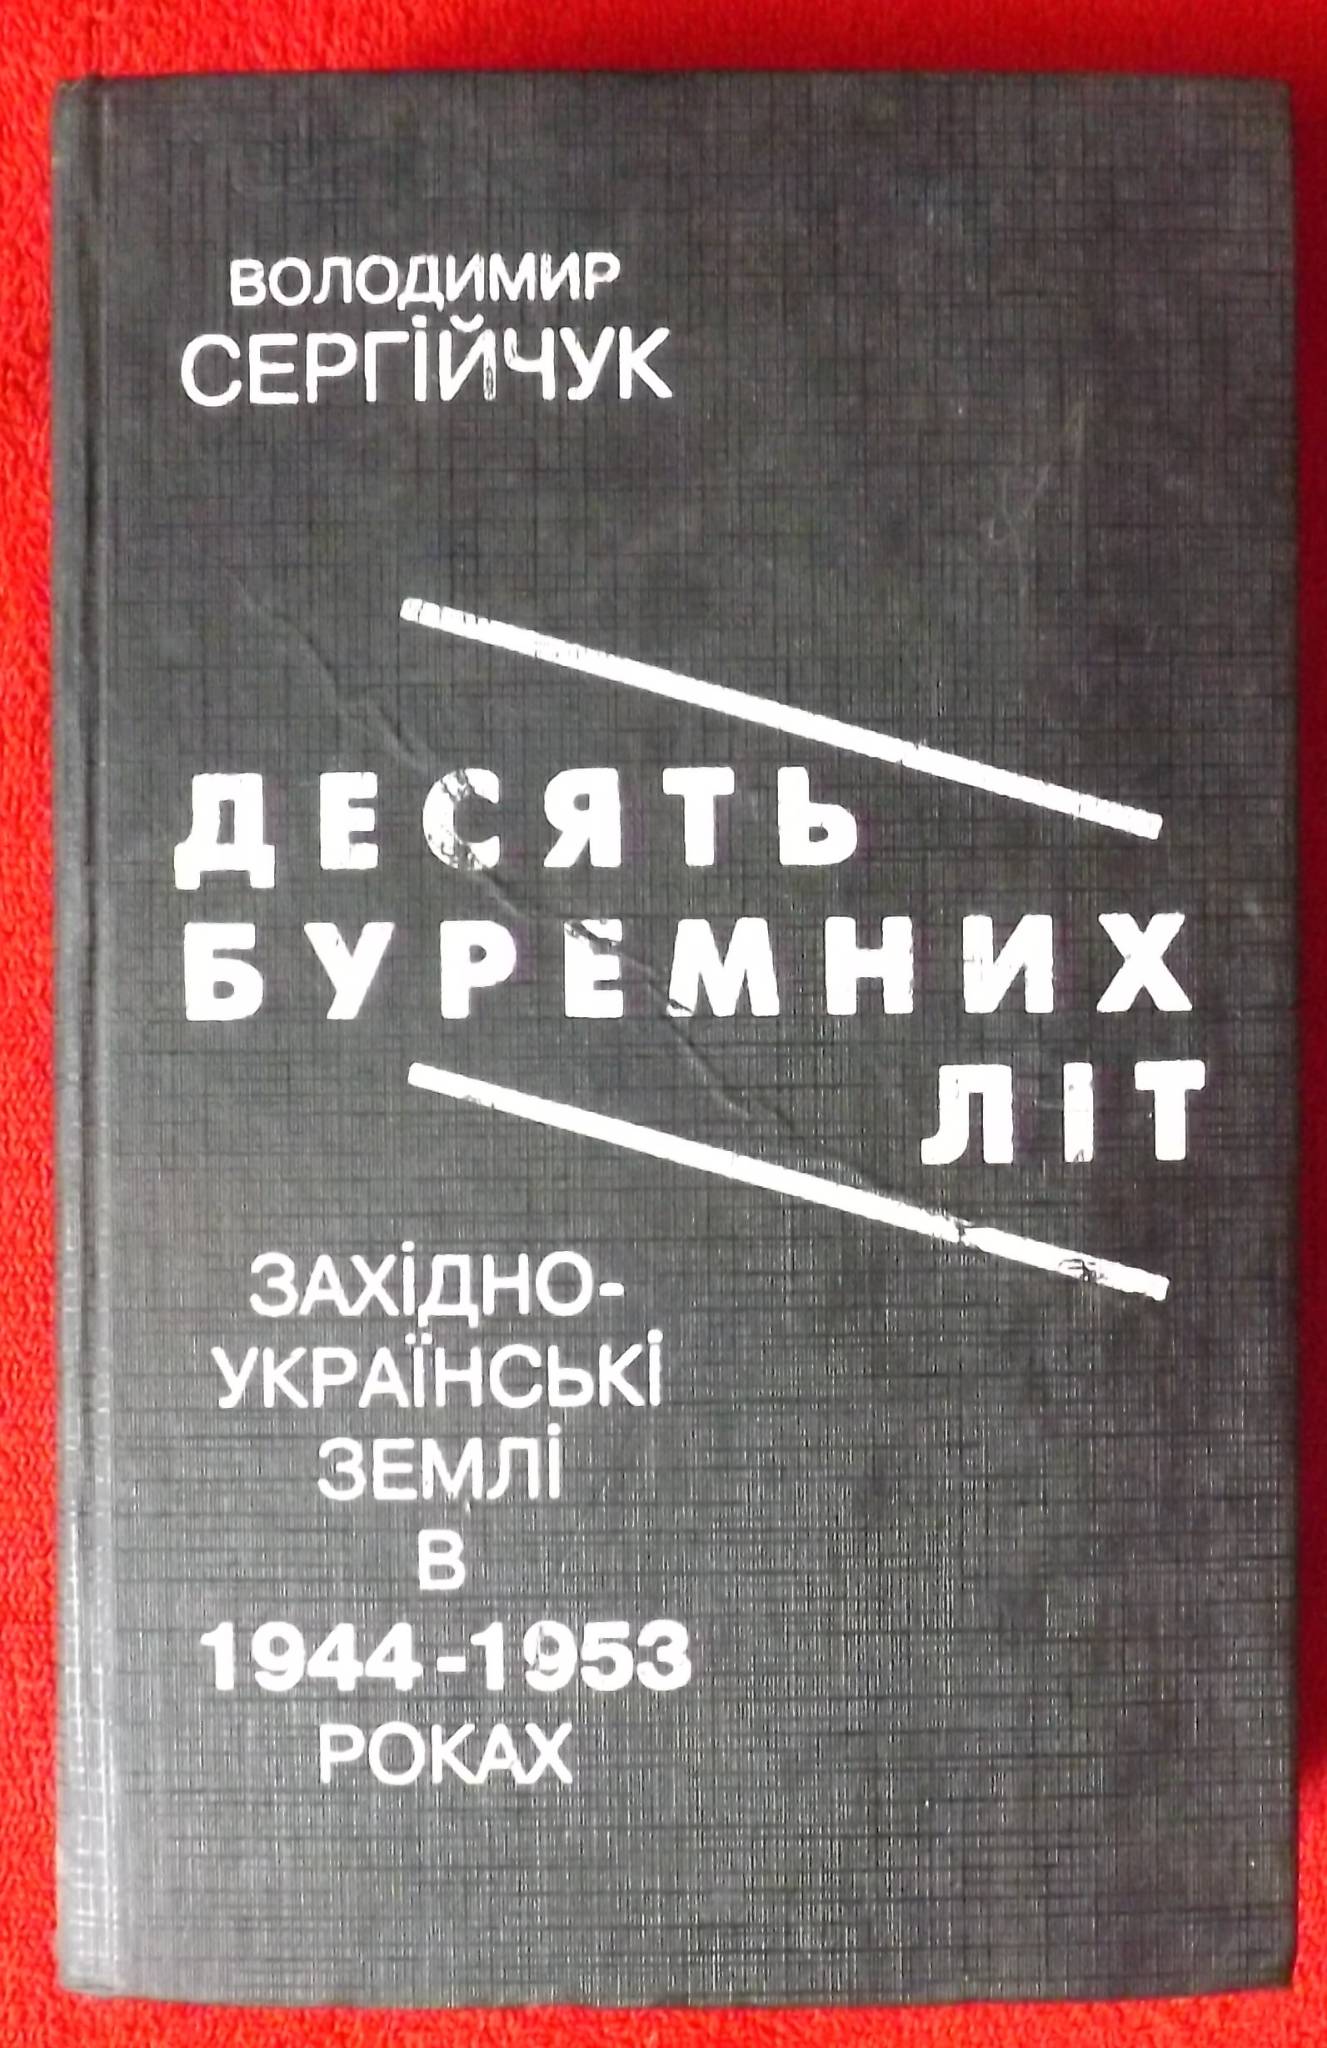 ВОЛОДИМИР
СЕРГІЙЧУК
ДЕСЯТЬ
БУРЕМНИХ
ЛІТ
ЗАХІДНО-
УКРАЇНСЬКІ
ЗЕМЛІ
В
1944-1953
РОКАХ